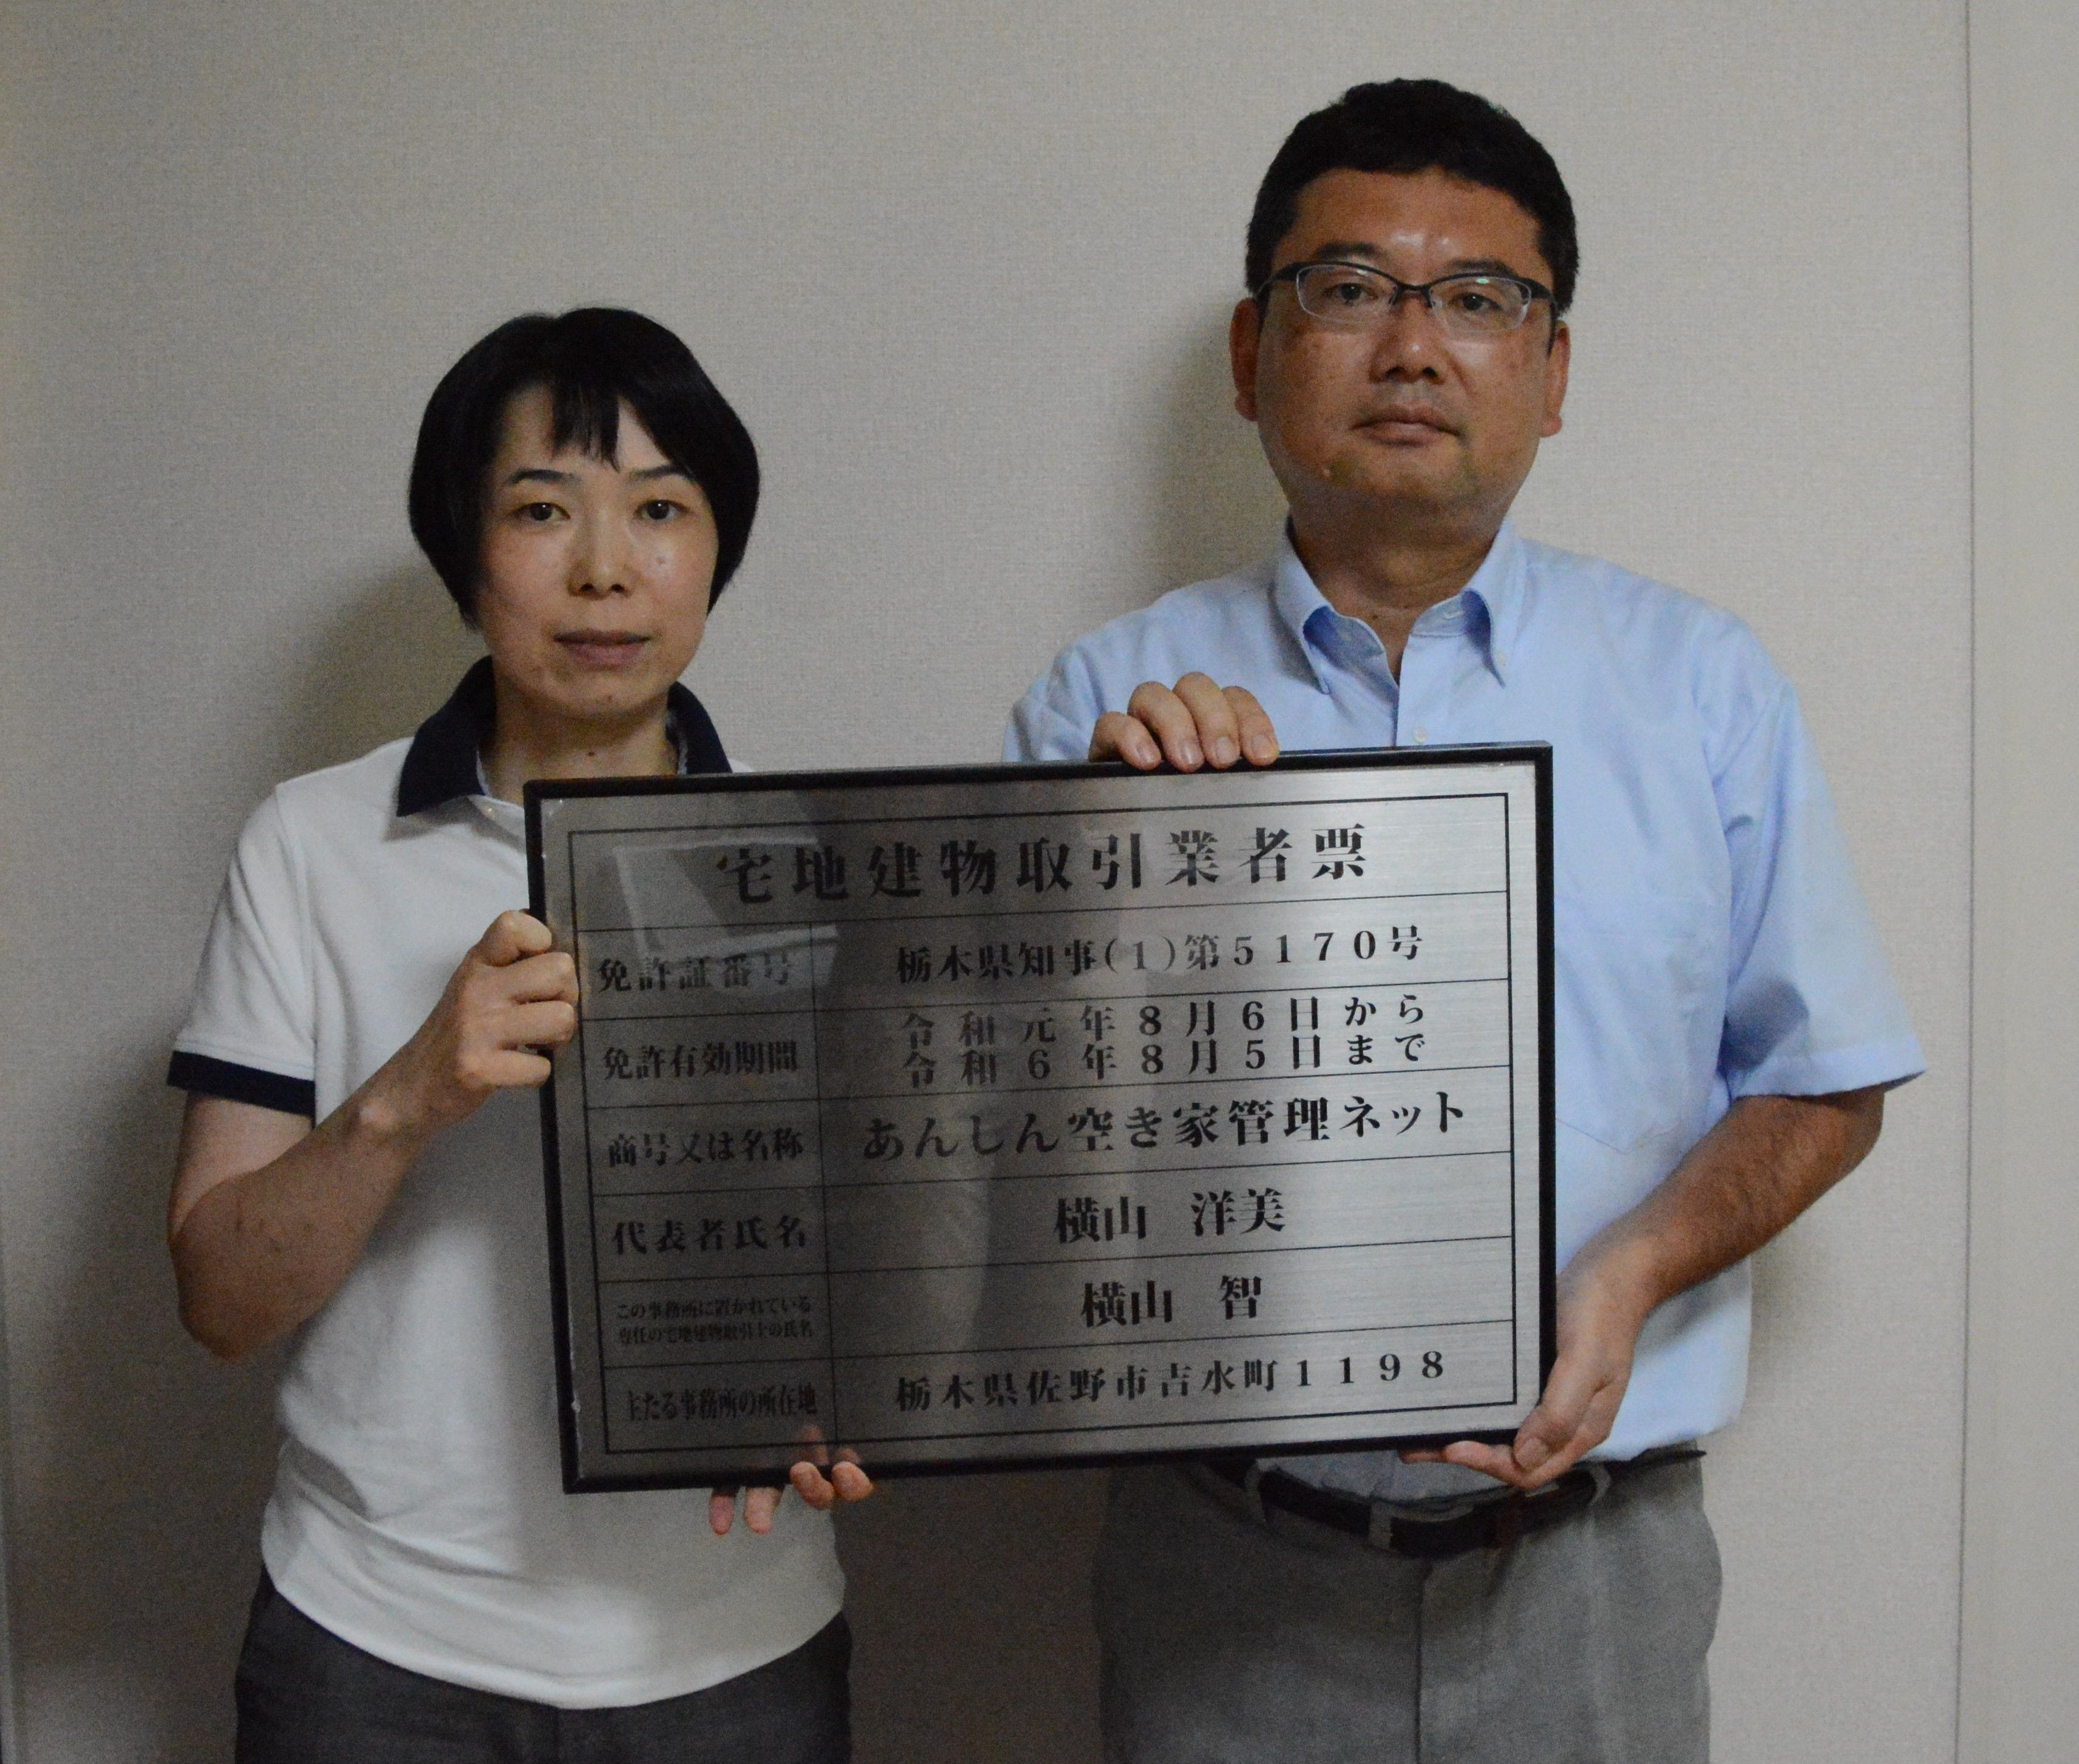 宅地建物取引業者票
免許証番号 栃木県知事(1)第5170号
免許有効期間 令和元年8月6日から
令和6年8月5日まで
商号又は名称 あんしん空き家管理ネット
代表者氏名 横山 洋美
この事務所に置かれている
専任の宅地建物取引士の氏名 横山 智
主たる事務所の所在地 栃木県佐野市吉水町1198